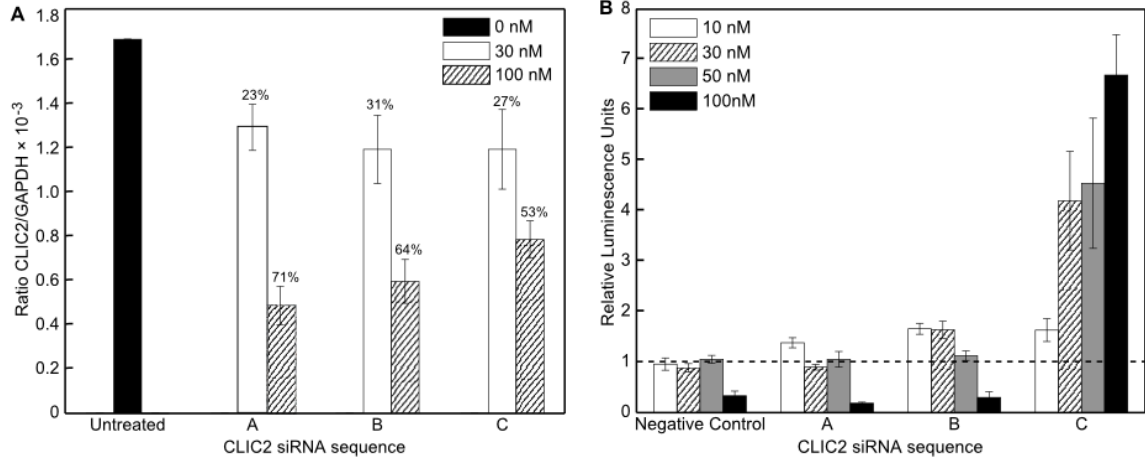 A
Ratio CLIC2/GAPDH × 10-3
1.8
1.6
1.4
1.2
1.0
0.8
0.6
0.4
0.2
0
0 nM
30 nM
100 nM
23%
71%
31%
64%
27%
53%
Untreated A B C
CLIC2 siRNA sequence
B
Relative Luminescence Units
8
7
6
5
4
3
2
1
0
10 nM
30 nM
50 nM
100nM
Negative Control A B C
CLIC2 siRNA sequence